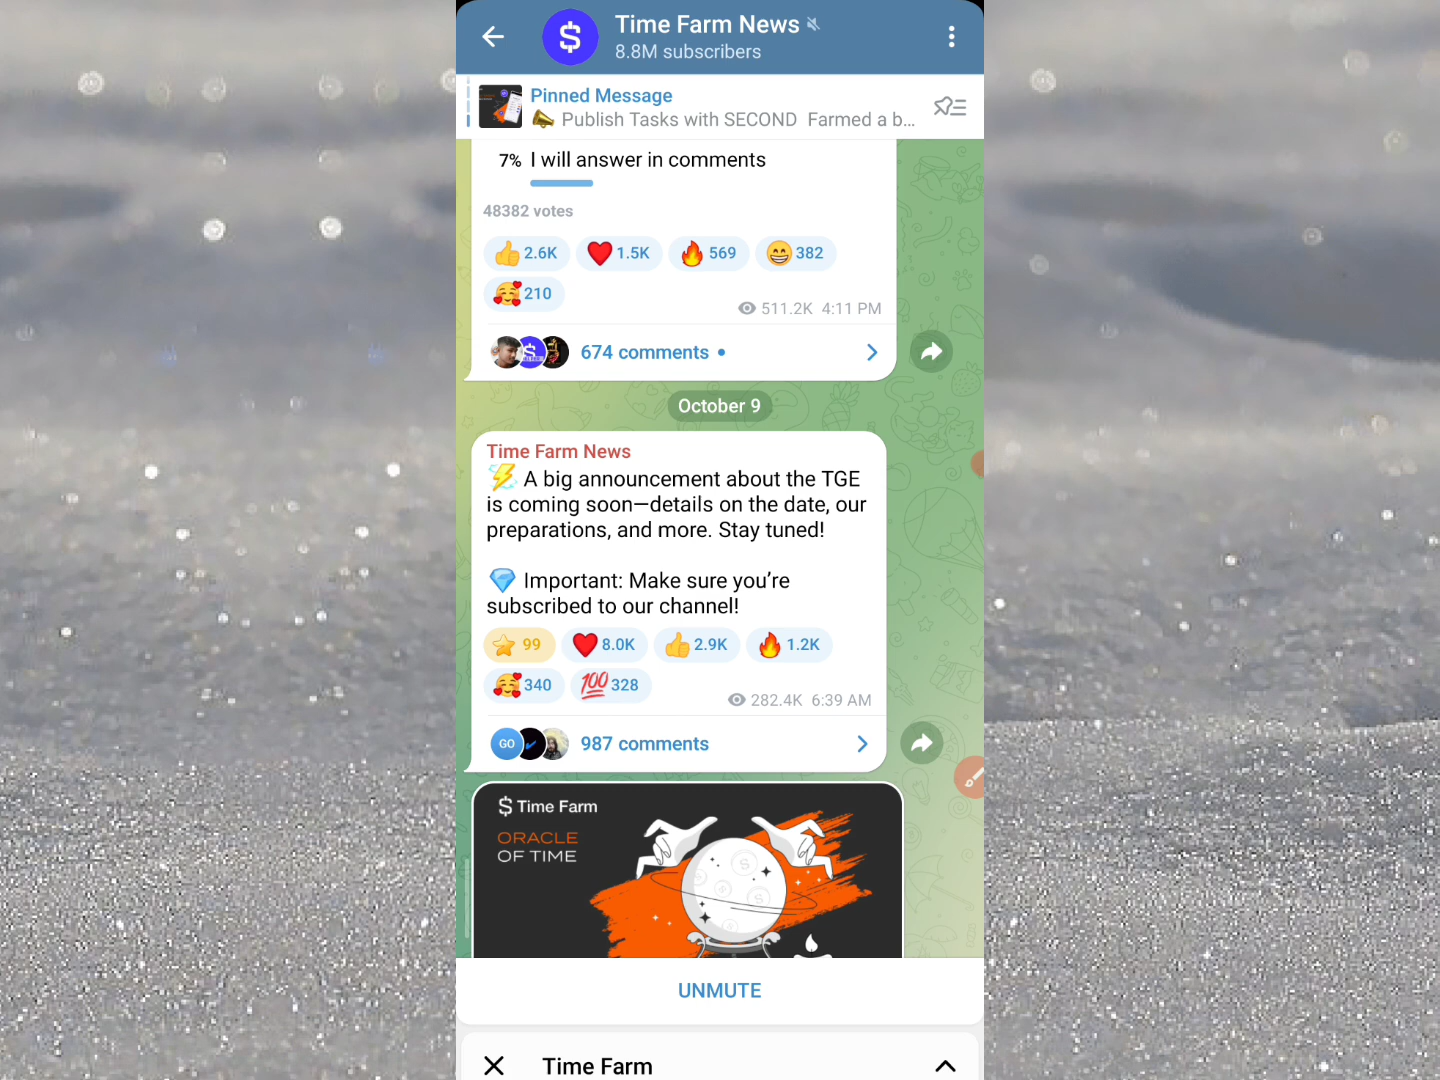 Time Farm News
8.8M subscribers
Pinned Message
Publish Tasks with SECOND Farmed a b...
7% I will answer in comments
48382 votes
👍 2.6K ❤️ 1.5K 🔥 569 😁 382
🥰 210
511.2K 4:11 PM
674 comments
October 9
Time Farm News
⚡ A big announcement about the TGE
is coming soon—details on the date, our
preparations, and more. Stay tuned!
💎 Important: Make sure you’re
subscribed to our channel!
⭐ 99 ❤️ 8.0K 👍 2.9K 🔥 1.2K
🥰 340 💯 328
282.4K 6:39 AM
GO
987 comments
$ Time Farm
ORACLE
OF TIME
UNMUTE
Time Farm